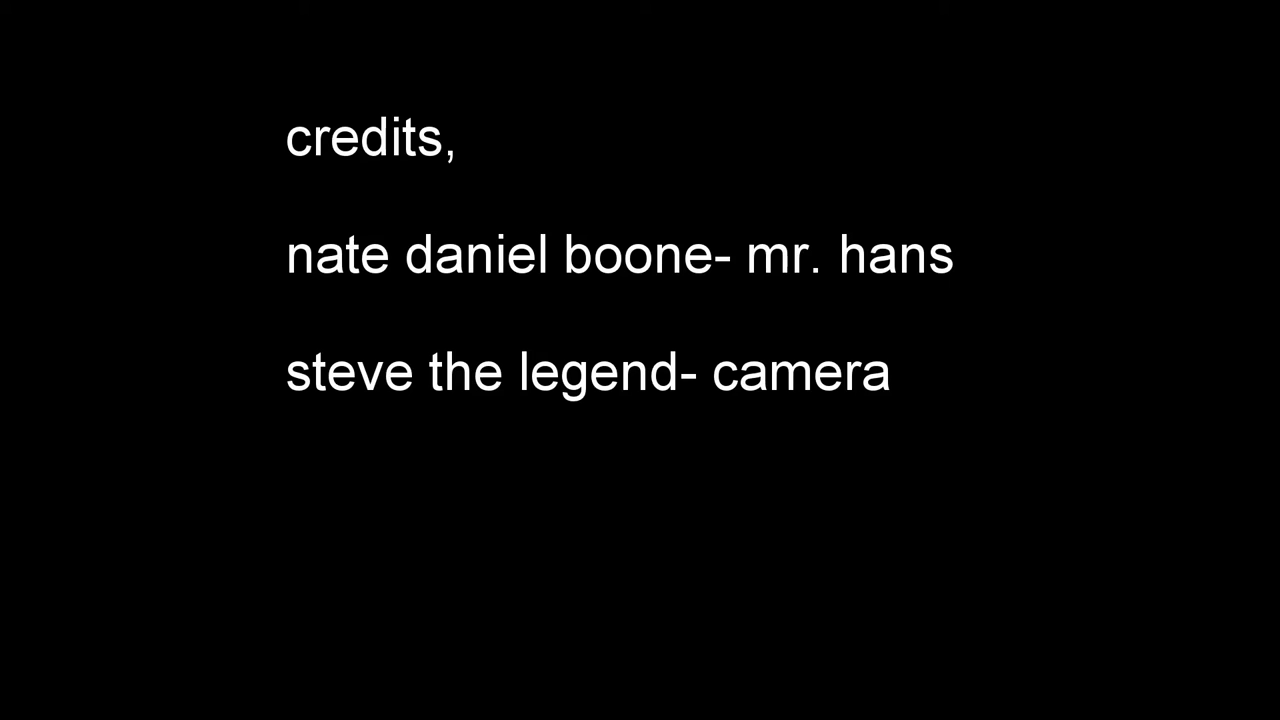 credits,
nate daniel boone- mr. hans
steve the legend- camera